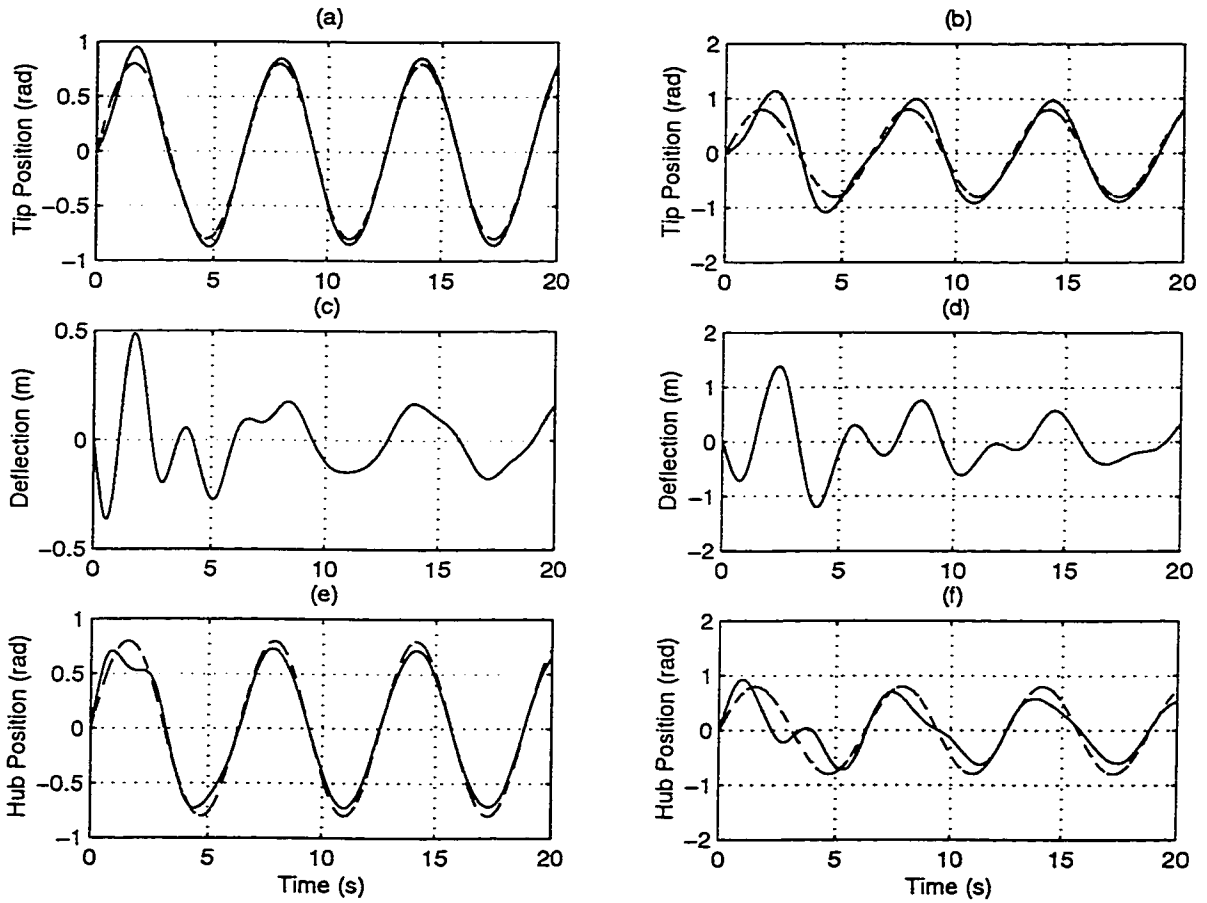 (a)
Tip Position (rad)
1
0.5
0
−0.5
−1
0 5 10 15 20
(b)
Tip Position (rad)
2
1
0
−1
−2
0 5 10 15 20
(c)
Deflection (m)
0.5
0
−0.5
0 5 10 15 20
(d)
Deflection (m)
2
1
0
−1
−2
0 5 10 15 20
(e)
Hub Position (rad)
1
0.5
0
−0.5
−1
0 5 10 15 20
Time (s)
(f)
Hub Position (rad)
2
1
0
−1
−2
0 5 10 15 20
Time (s)